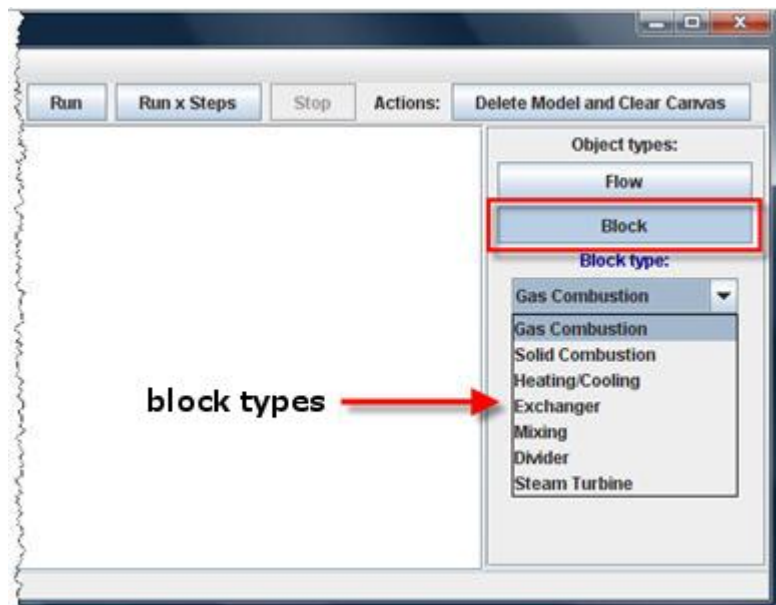 Run Run x Steps Stop Actions: Delete Model and Clear Canvas
Object types:
Flow
Block
Block type:
Gas Combustion
Gas Combustion
Solid Combustion
Heating/Cooling
Exchanger
Mixing
Divider
Steam Turbine
block types